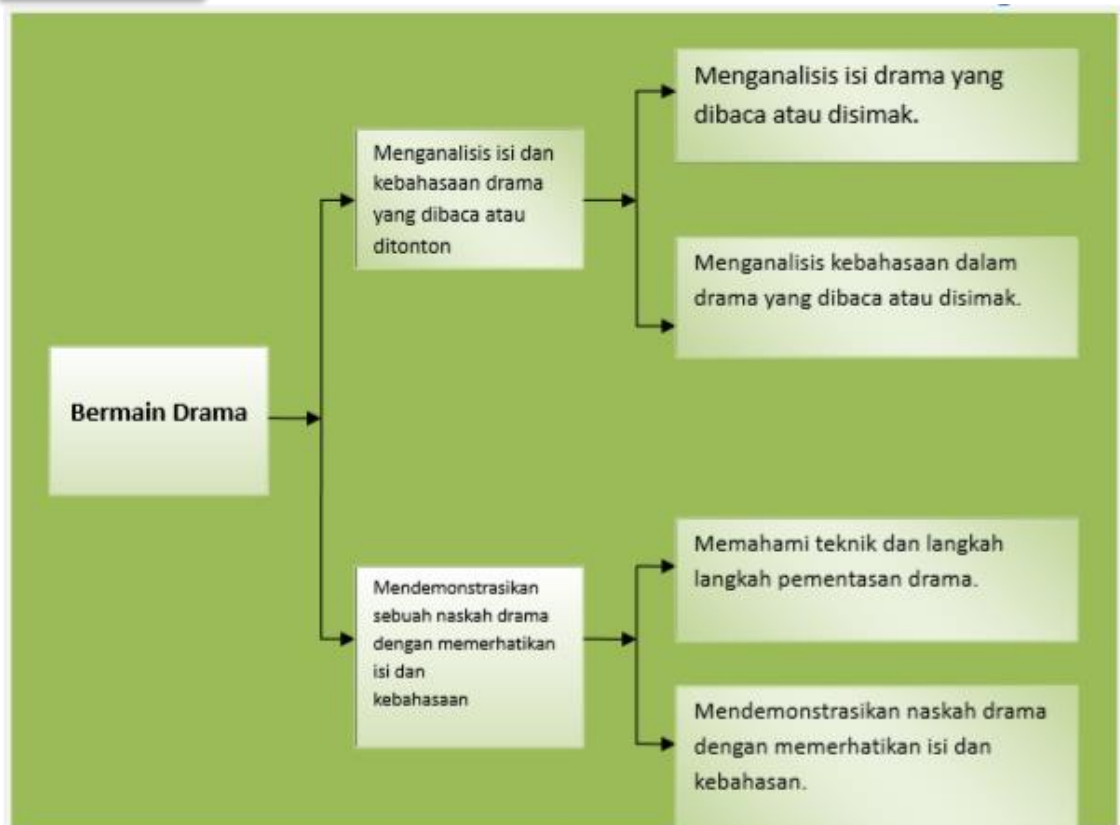 Bermain Drama
Menganalisis isi dan
kebahasaan drama
yang dibaca atau
ditonton
Menganalisis isi drama yang
dibaca atau disimak.
Menganalisis kebahasaan dalam
drama yang dibaca atau disimak.
Mendemonstrasikan
sebuah naskah drama
dengan memerhatikan
isi dan
kebahasaan
Memahami teknik dan langkah
langkah pementasan drama.
Mendemonstrasikan naskah drama
dengan memerhatikan isi dan
kebahasan.